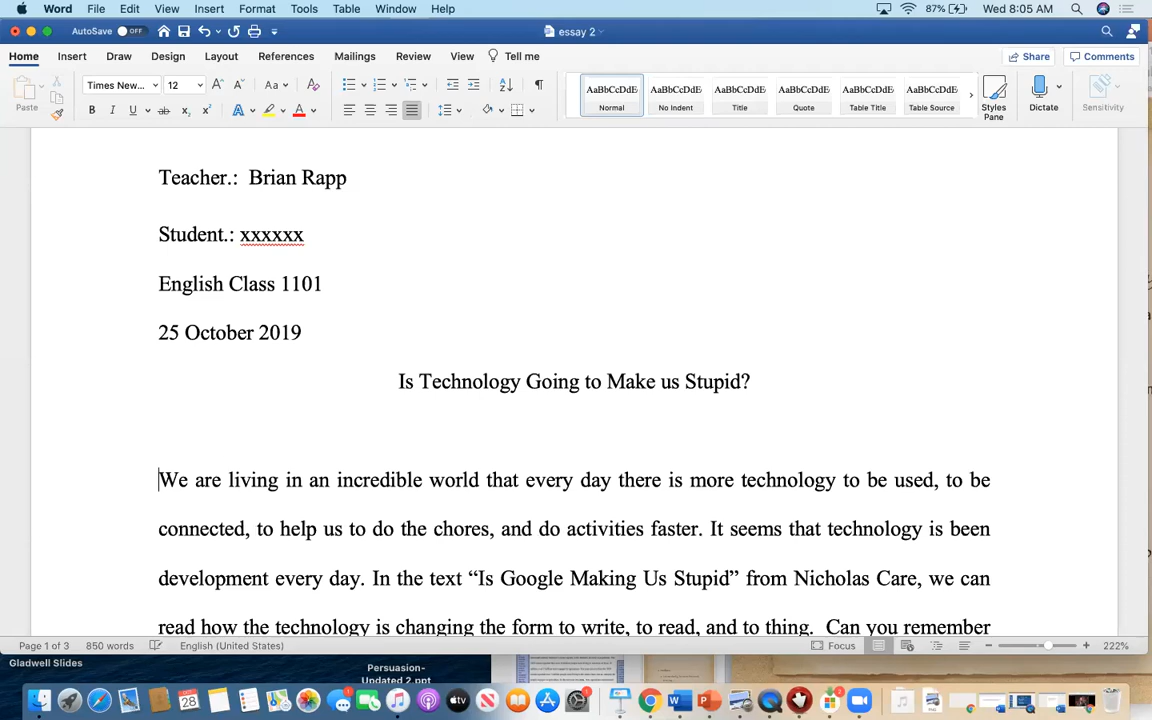 Word File Edit View Insert Format Tools Table Window Help 87% Wed 8:05 AM
AutoSave OFF essay 2
Home Insert Draw Design Layout References Mailings Review View Tell me Share Comments
Paste Times New... 12 Aa AaBbCcDdE AaBbCcDdE AaBbCcDdE AaBbCcDdE AaBbCcDdE AaBbCcDdE
Normal No Indent Title Quote Table Title Table Source Styles Pane Dictate Sensitivity
Teacher.: Brian Rapp
Student.: xxxxxx
English Class 1101
25 October 2019
Is Technology Going to Make us Stupid?
We are living in an incredible world that every day there is more technology to be used, to be
connected, to help us to do the chores, and do activities faster. It seems that technology is been
development every day. In the text “Is Google Making Us Stupid” from Nicholas Care, we can
read how the technology is changing the form to write, to read, and to thing. Can you remember
Page 1 of 3 850 words English (United States) Focus 222%
Gladwell Slides
Persuasion-
Updated 2.ppt